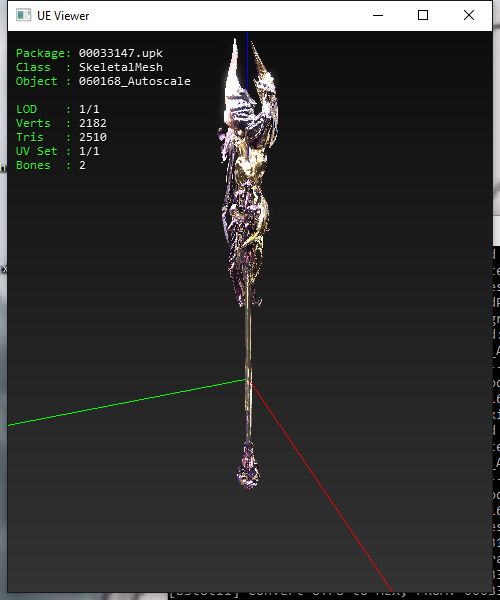 UE Viewer
Package: 00033147.upk
Class : SkeletalMesh
Object : 060168_Autoscale
LOD : 1/1
Verts : 2182
Tris : 2510
UV Set : 1/1
Bones : 2